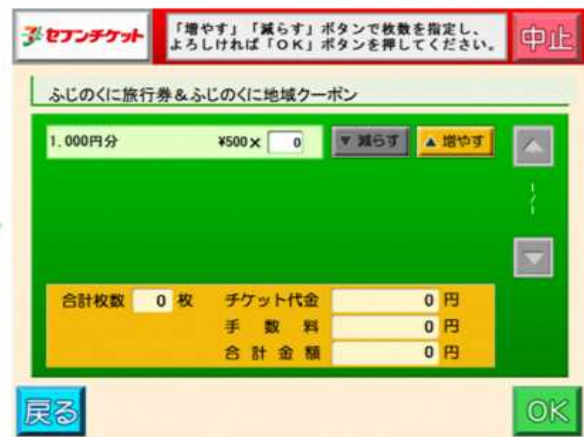 セブンチケット
「増やす」「減らす」ボタンで枚数を指定し、
よろしければ「OK」ボタンを押してください。
中止
ふじのくに旅行券&ふじのくに地域クーポン
1,000円分 ¥500× 0 ▼ 減らす ▲ 増やす
1/1
合計枚数 0 枚 チケット代金 0 円
手数料 0 円
合計金額 0 円
戻る
OK